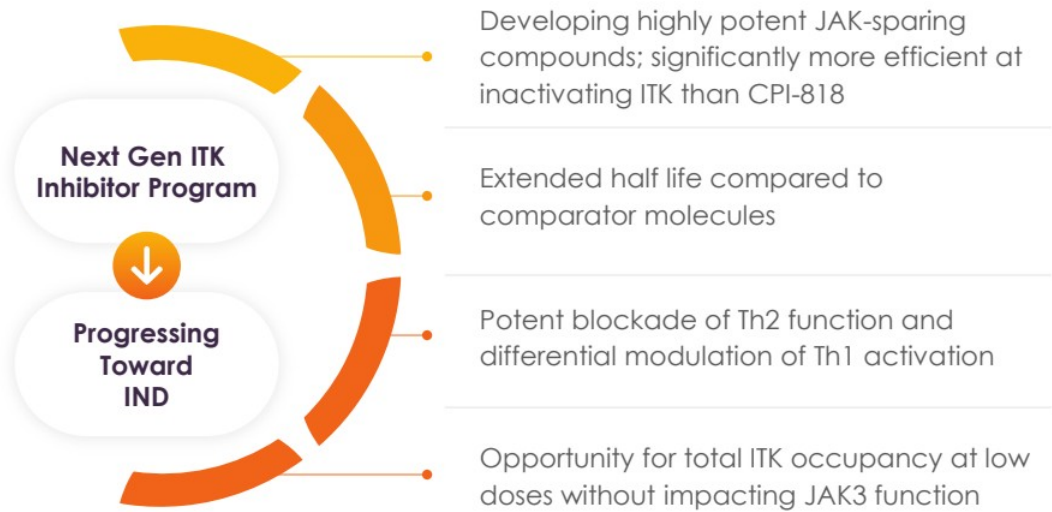 Next Gen ITK
Inhibitor Program
Progressing
Toward
IND
Developing highly potent JAK-sparing
compounds; significantly more efficient at
inactivating ITK than CPI-818
Extended half life compared to
comparator molecules
Potent blockade of Th2 function and
differential modulation of Th1 activation
Opportunity for total ITK occupancy at low
doses without impacting JAK3 function